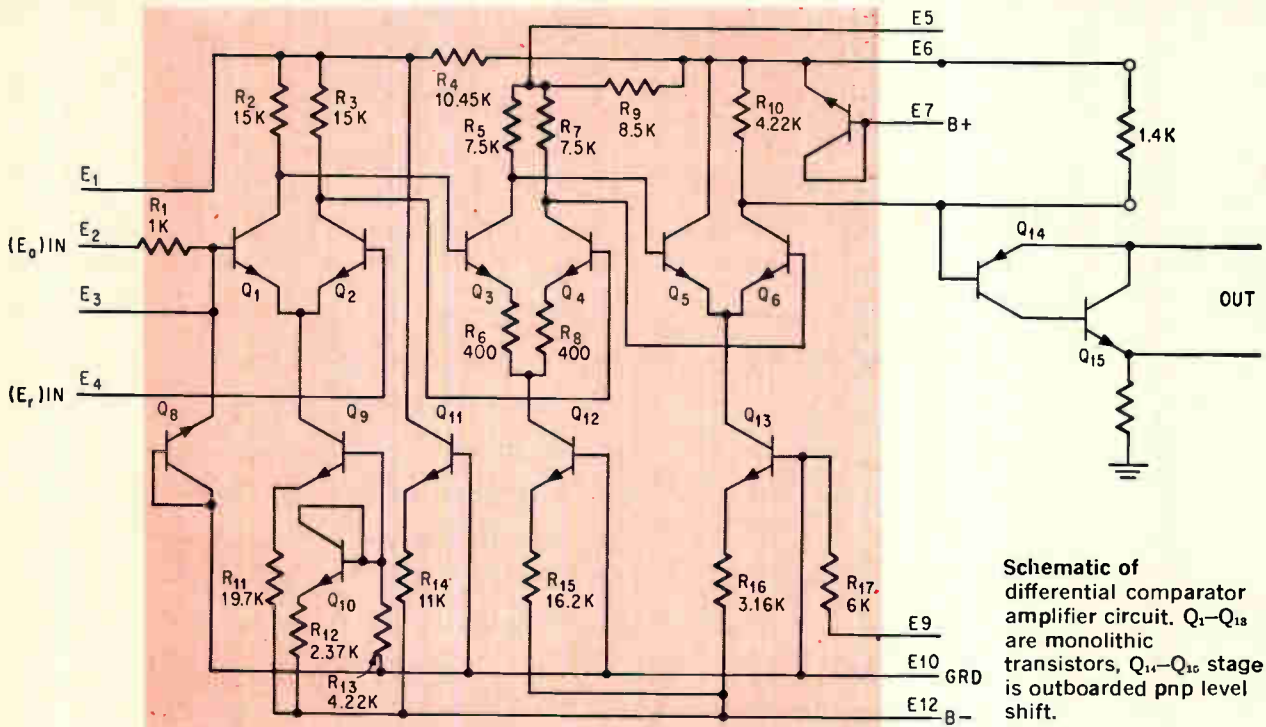 E5
E6
R4
10.45K
R2
15K
R3
15K
R5
7.5K
R7
7.5K
R9
8.5K
R10
4.22K
E7
B+
1.4K
E1
R1
1K
(Ea)IN E2
E3
(Er)IN E4
Q1
Q2
Q3
Q4
Q5
Q6
Q14
OUT
Q15
R6
400
R8
400
Q8
Q9
Q11
Q12
Q13
Q10
R11
19.7K
R12
2.37K
R13
4.22K
R14
11K
R15
16.2K
R16
3.16K
R17
6K
E9
E10 GRD
E12 B-
Schematic of
differential comparator
amplifier circuit. Q1–Q13
are monolithic
transistors, Q14–Q15 stage
is outboarded pnp level
shift.